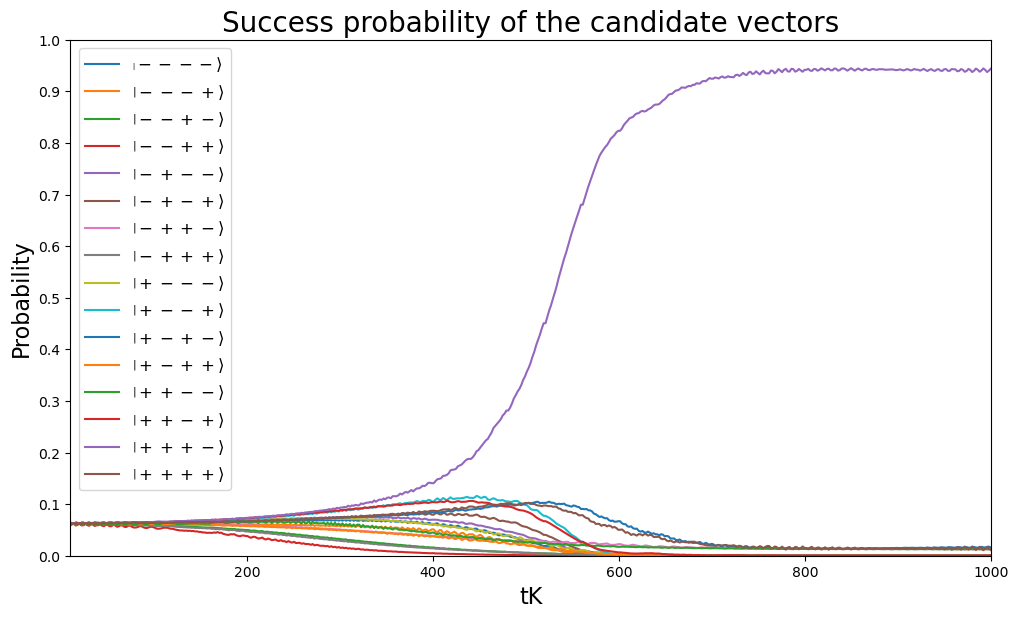 Success probability of the candidate vectors
1.0
0.9
0.8
0.7
0.6
0.5
0.4
0.3
0.2
0.1
0.0
Probability
|− − − −⟩
|− − − +⟩
|− − + −⟩
|− − + +⟩
|− + − −⟩
|− + − +⟩
|− + + −⟩
|− + + +⟩
|+ − − −⟩
|+ − − +⟩
|+ − + −⟩
|+ − + +⟩
|+ + − −⟩
|+ + − +⟩
|+ + + −⟩
|+ + + +⟩
200 400 600 800 1000
tK